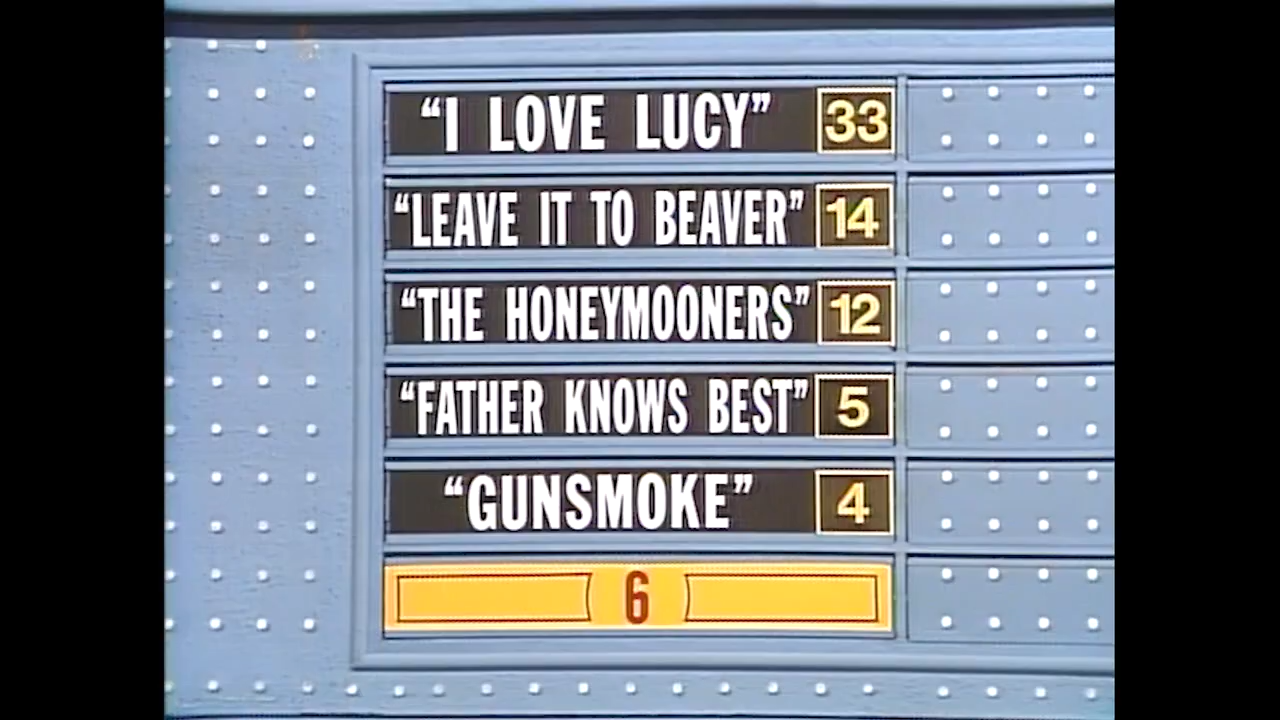 “I LOVE LUCY” 33
“LEAVE IT TO BEAVER” 14
“THE HONEYMOONERS” 12
“FATHER KNOWS BEST” 5
“GUNSMOKE” 4
6